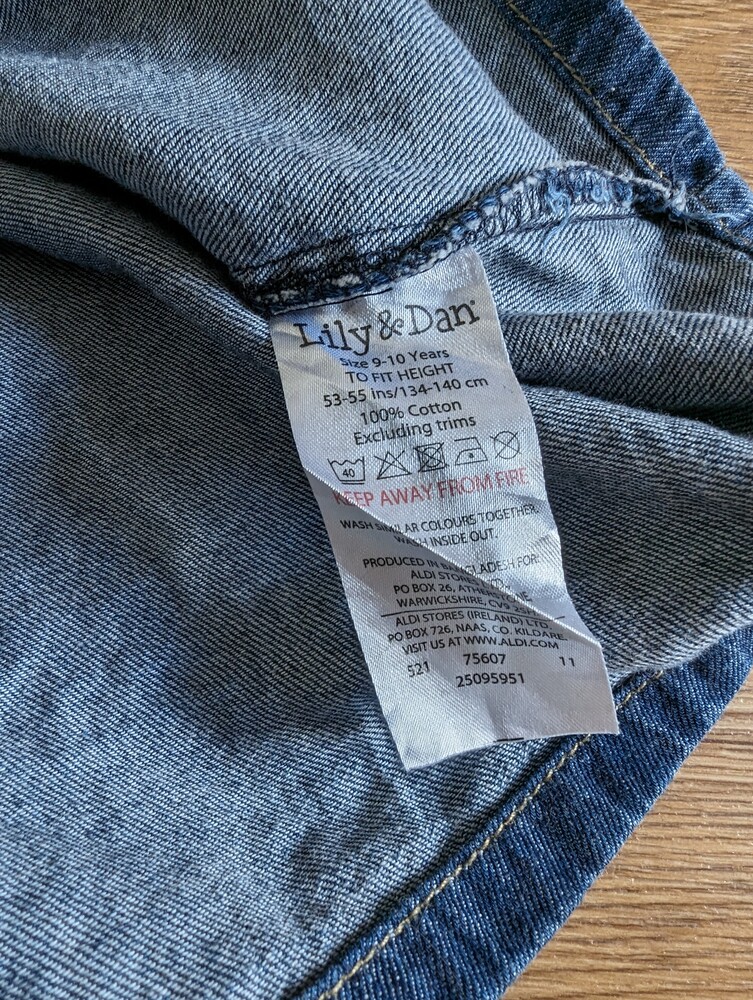 Lily & Dan
Size 9-10 Years
TO FIT HEIGHT
53-55 ins/134-140 cm
100% Cotton
Excluding trims
40
KEEP AWAY FROM FIRE
WASH SIMILAR COLOURS TOGETHER.
WASH INSIDE OUT.
PRODUCED IN BANGLADESH FOR:
ALDI STORES LTD.
PO BOX 26, ATHERSTONE,
WARWICKSHIRE, CV9
ALDI STORES (IRELAND) LTD.
PO BOX 726, NAAS, CO. KILDARE.
VISIT US AT WWW.ALDI.COM
521 75607 11
25095951